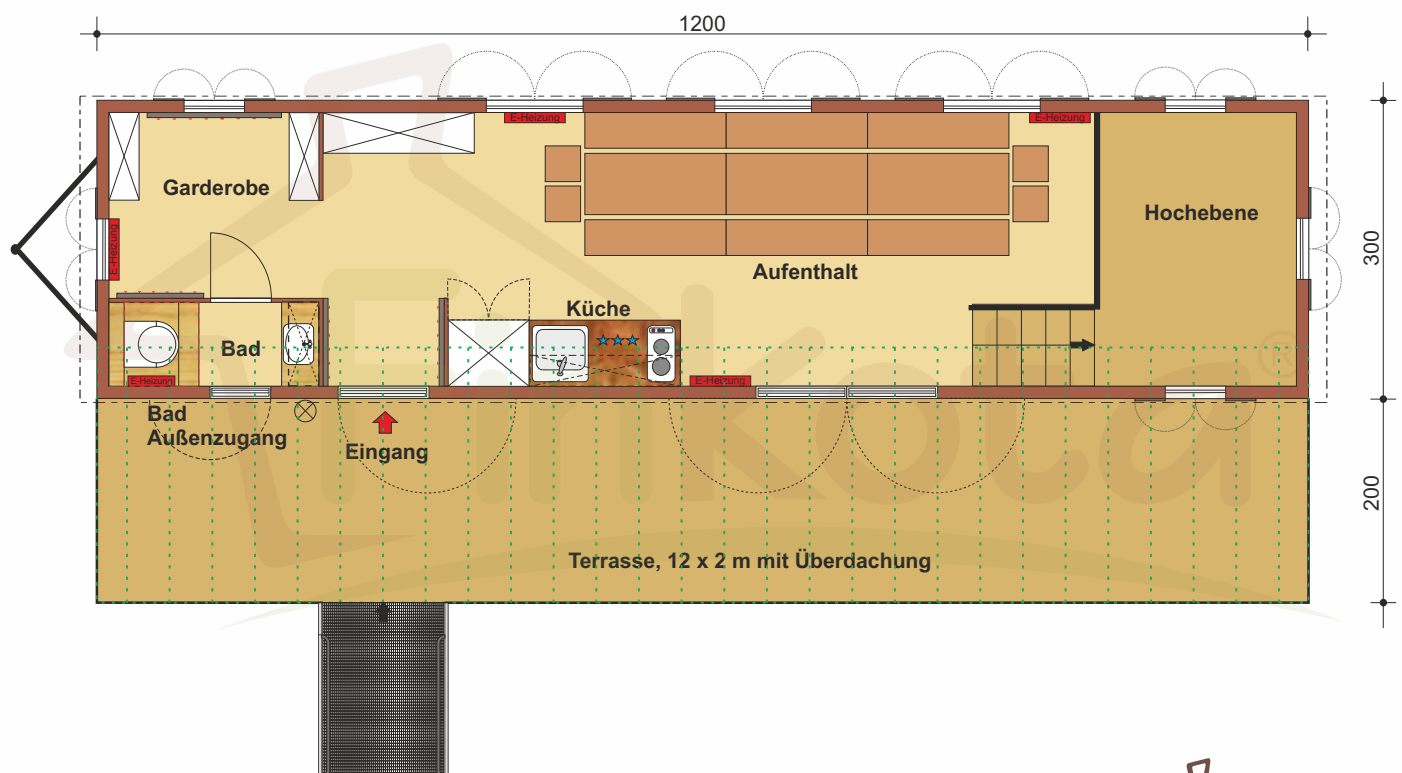 1200
E-Heizung
E-Heizung
Garderobe
Hochebene
E-Heizung
300
Aufenthalt
Küche
Bad
E-Heizung
E-Heizung
Bad
Außenzugang
Eingang
200
Terrasse, 12 x 2 m mit Überdachung
Finkota®